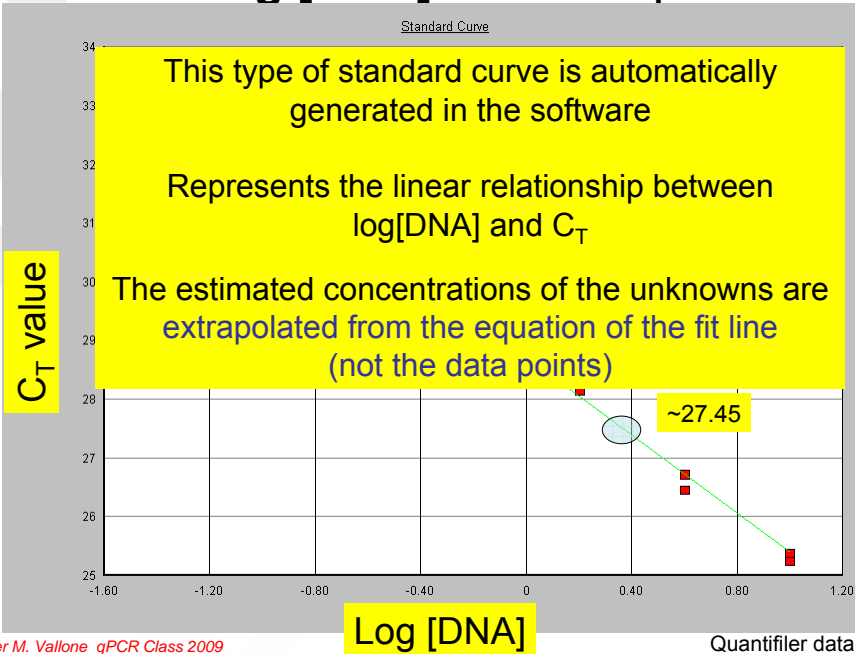 Standard Curve
This type of standard curve is automatically
generated in the software
Represents the linear relationship between
log[DNA] and CT
The estimated concentrations of the unknowns are
extrapolated from the equation of the fit line
(not the data points)
~27.45
CT value
34
33
32
31
30
29
28
27
26
25
-1.60 -1.20 -0.80 -0.40 0 0.40 0.80 1.20
Log [DNA]
M. Vallone qPCR Class 2009
Quantifiler data